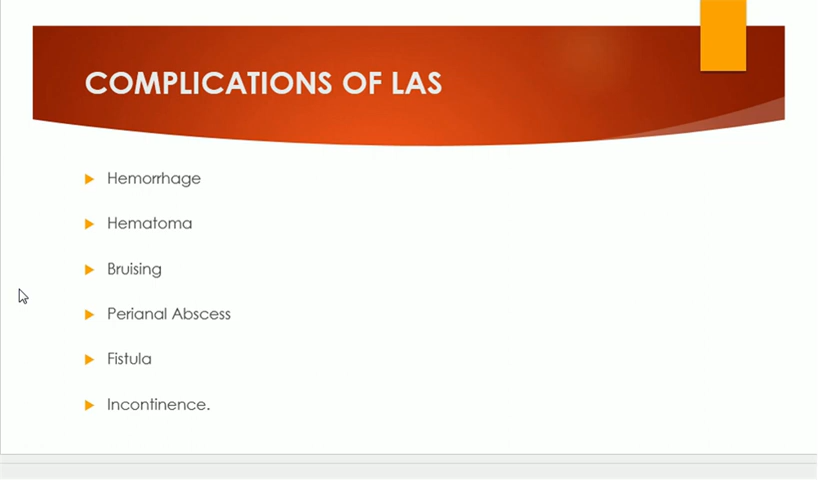 COMPLICATIONS OF LAS
Hemorrhage
Hematoma
Bruising
Perianal Abscess
Fistula
Incontinence.